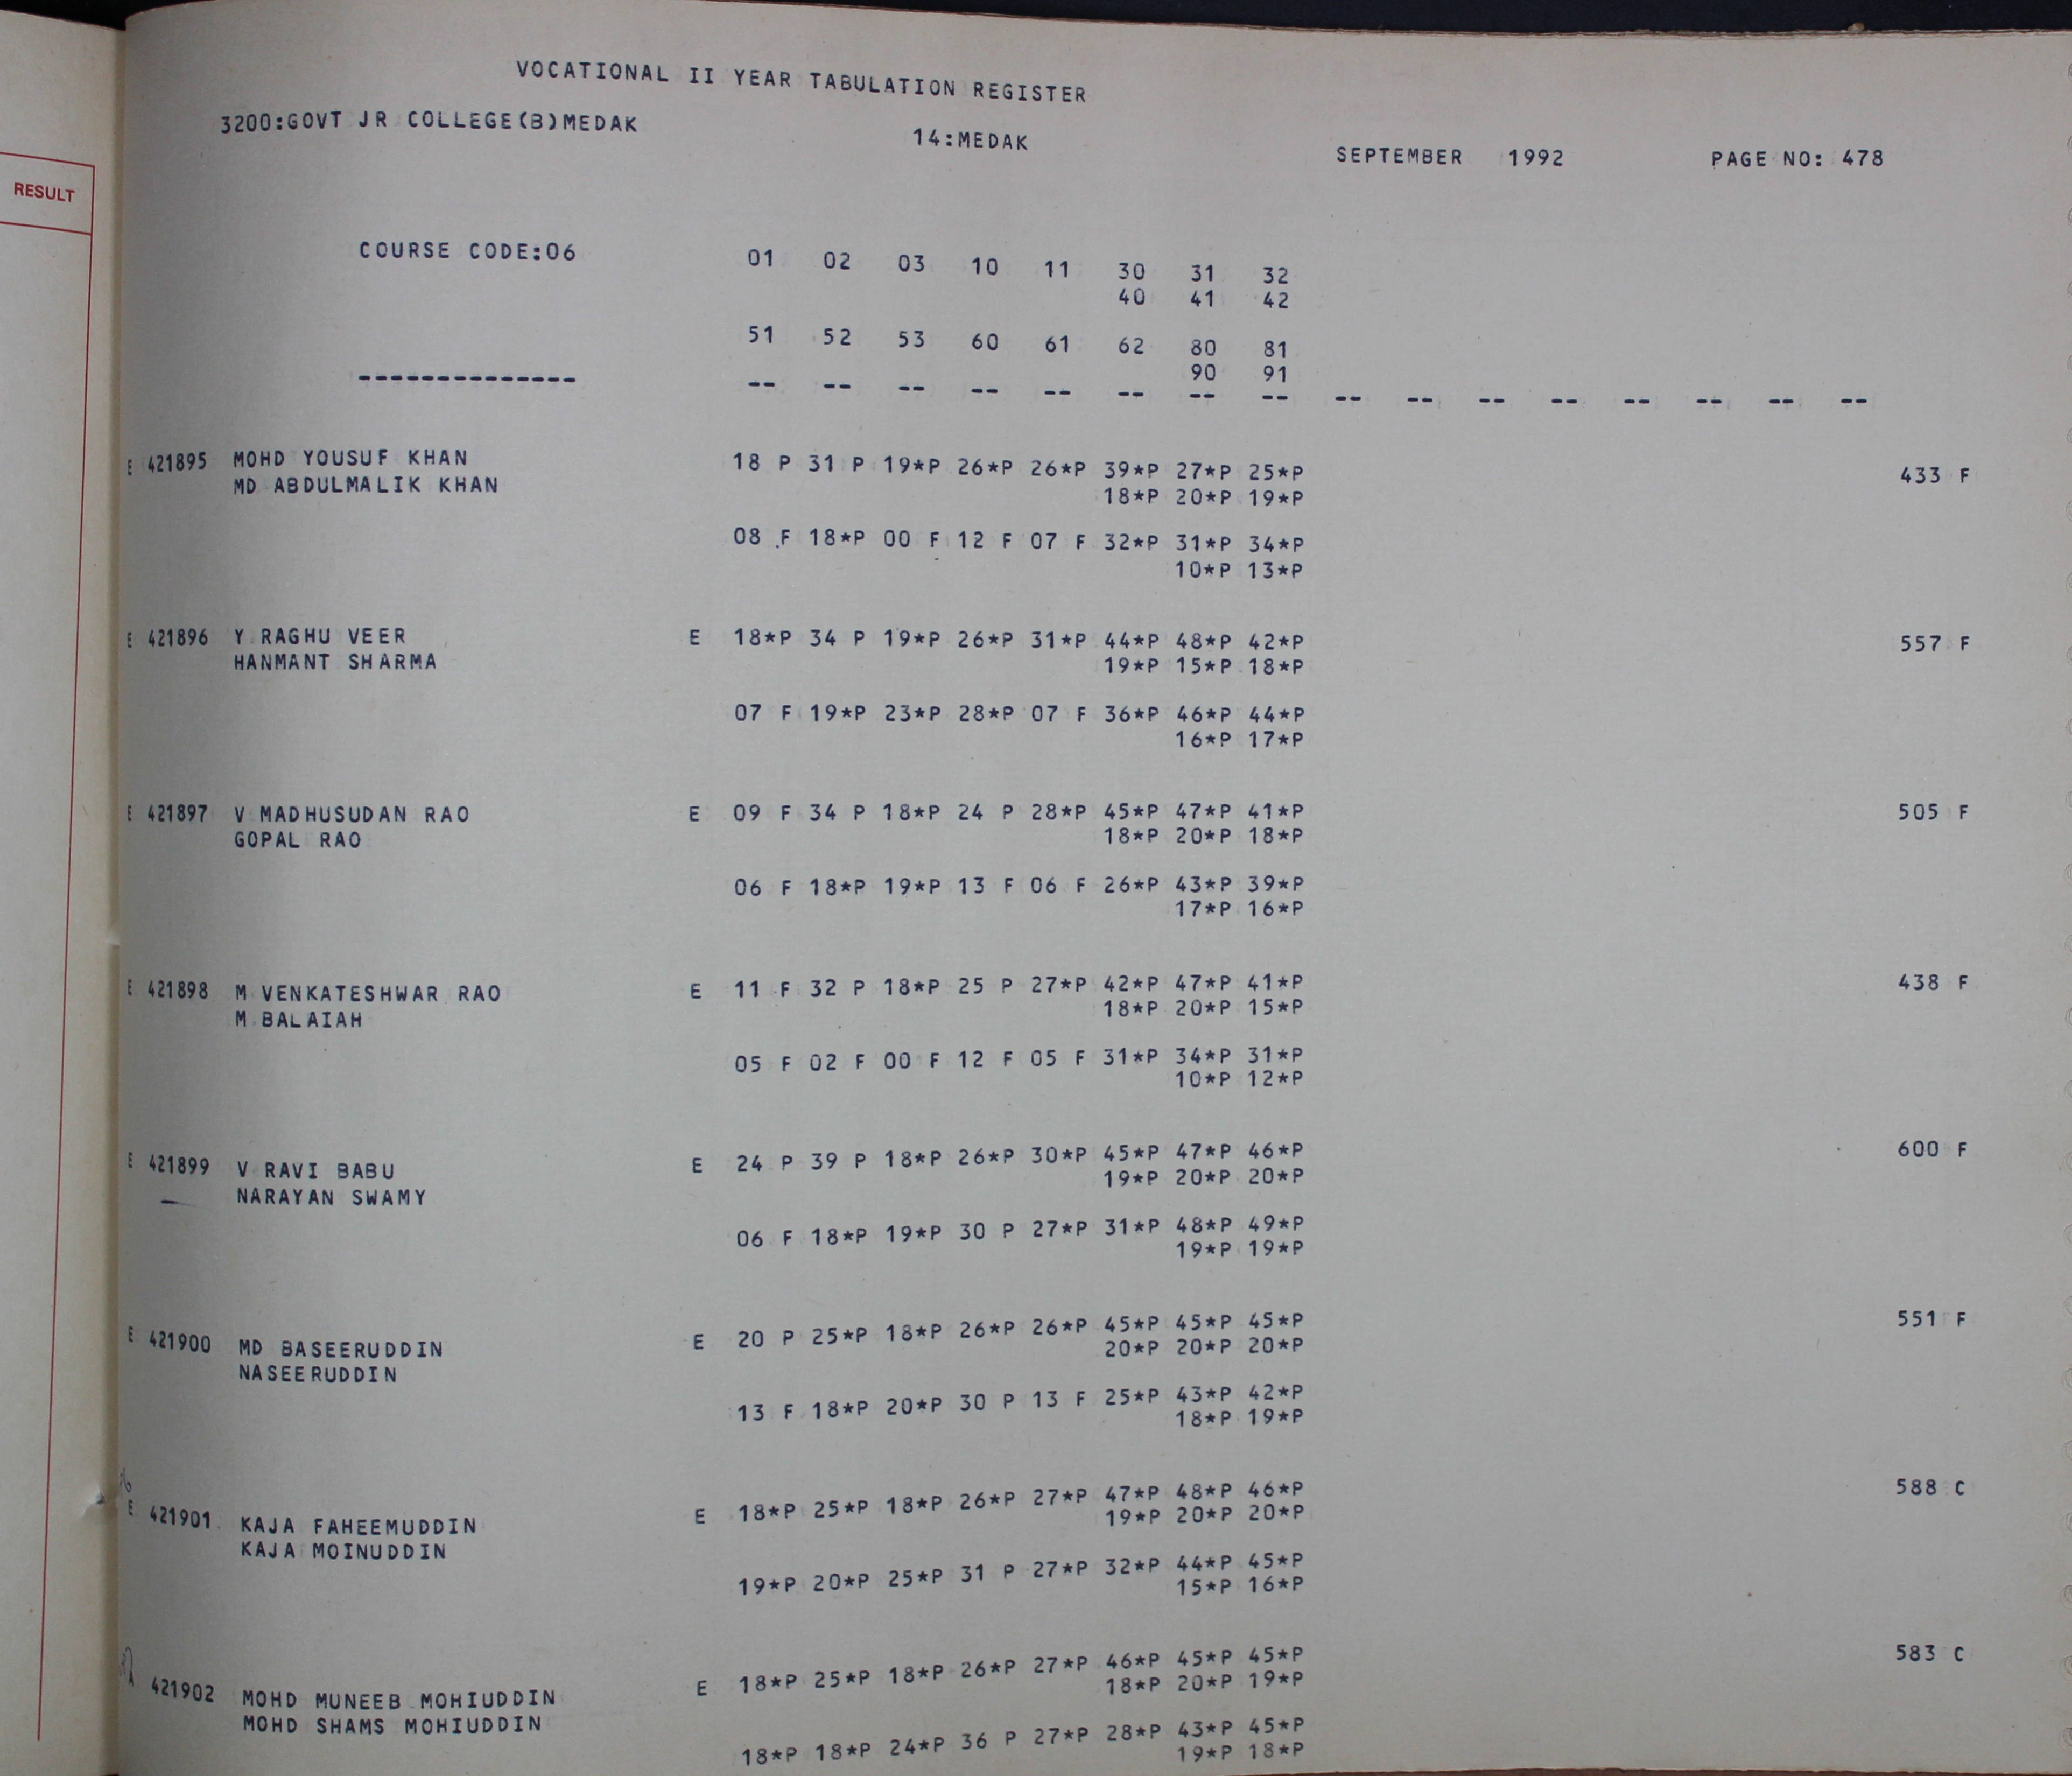 RESULT
VOCATIONAL II YEAR TABULATION REGISTER
3200:GOVT JR COLLEGE(B)MEDAK 14:MEDAK SEPTEMBER 1992 PAGE NO: 478
COURSE CODE:06 01 02 03 10 11 30 31 32
40 41 42
51 52 53 60 61 62 80 81
90 91
-------------- -- -- -- -- -- -- -- -- -- -- -- -- -- -- -- --
E 421895 MOHD YOUSUF KHAN 18 P 31 P 19*P 26*P 26*P 39*P 27*P 25*P 433 F
MD ABDULMALIK KHAN 18*P 20*P 19*P
08 F 18*P 00 F 12 F 07 F 32*P 31*P 34*P
10*P 13*P
E 421896 Y RAGHU VEER E 18*P 34 P 19*P 26*P 31*P 44*P 48*P 42*P 557 F
HANMANT SHARMA 19*P 15*P 18*P
07 F 19*P 23*P 28*P 07 F 36*P 46*P 44*P
16*P 17*P
E 421897 V MADHUSUDAN RAO E 09 F 34 P 18*P 24 P 28*P 45*P 47*P 41*P 505 F
GOPAL RAO 18*P 20*P 18*P
06 F 18*P 19*P 13 F 06 F 26*P 43*P 39*P
17*P 16*P
E 421898 M VENKATESHWAR RAO E 11 F 32 P 18*P 25 P 27*P 42*P 47*P 41*P 438 F
M BALAIAH 18*P 20*P 15*P
05 F 02 F 00 F 12 F 05 F 31*P 34*P 31*P
10*P 12*P
E 421899 V RAVI BABU E 24 P 39 P 18*P 26*P 30*P 45*P 47*P 46*P 600 F
NARAYAN SWAMY 19*P 20*P 20*P
06 F 18*P 19*P 30 P 27*P 31*P 48*P 49*P
19*P 19*P
E 421900 MD BASEERUDDIN E 20 P 25*P 18*P 26*P 26*P 45*P 45*P 45*P 551 F
NASEERUDDIN 20*P 20*P 20*P
13 F 18*P 20*P 30 P 13 F 25*P 43*P 42*P
18*P 19*P
E 421901 KAJA FAHEEMUDDIN E 18*P 25*P 18*P 26*P 27*P 47*P 48*P 46*P 588 C
KAJA MOINUDDIN 19*P 20*P 20*P
19*P 20*P 25*P 31 P 27*P 32*P 44*P 45*P
15*P 16*P
421902 MOHD MUNEEB MOHIUDDIN E 18*P 25*P 18*P 26*P 27*P 46*P 45*P 45*P 583 C
MOHD SHAMS MOHIUDDIN 18*P 20*P 19*P
18*P 18*P 24*P 36 P 27*P 28*P 43*P 45*P
19*P 18*P